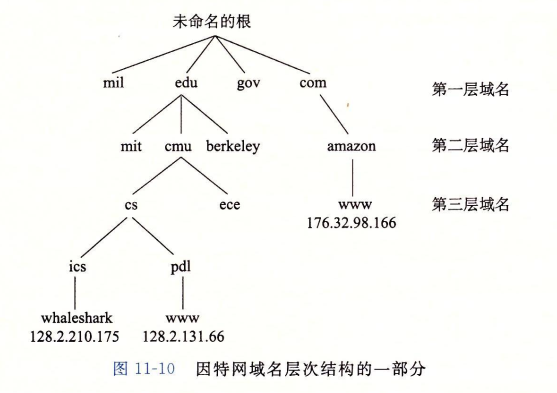 未命名的根
mil edu gov com 第一层域名
mit cmu berkeley amazon 第二层域名
cs ece www 第三层域名
176.32.98.166
ics pdl
whaleshark www
128.2.210.175 128.2.131.66
图 11-10 因特网域名层次结构的一部分